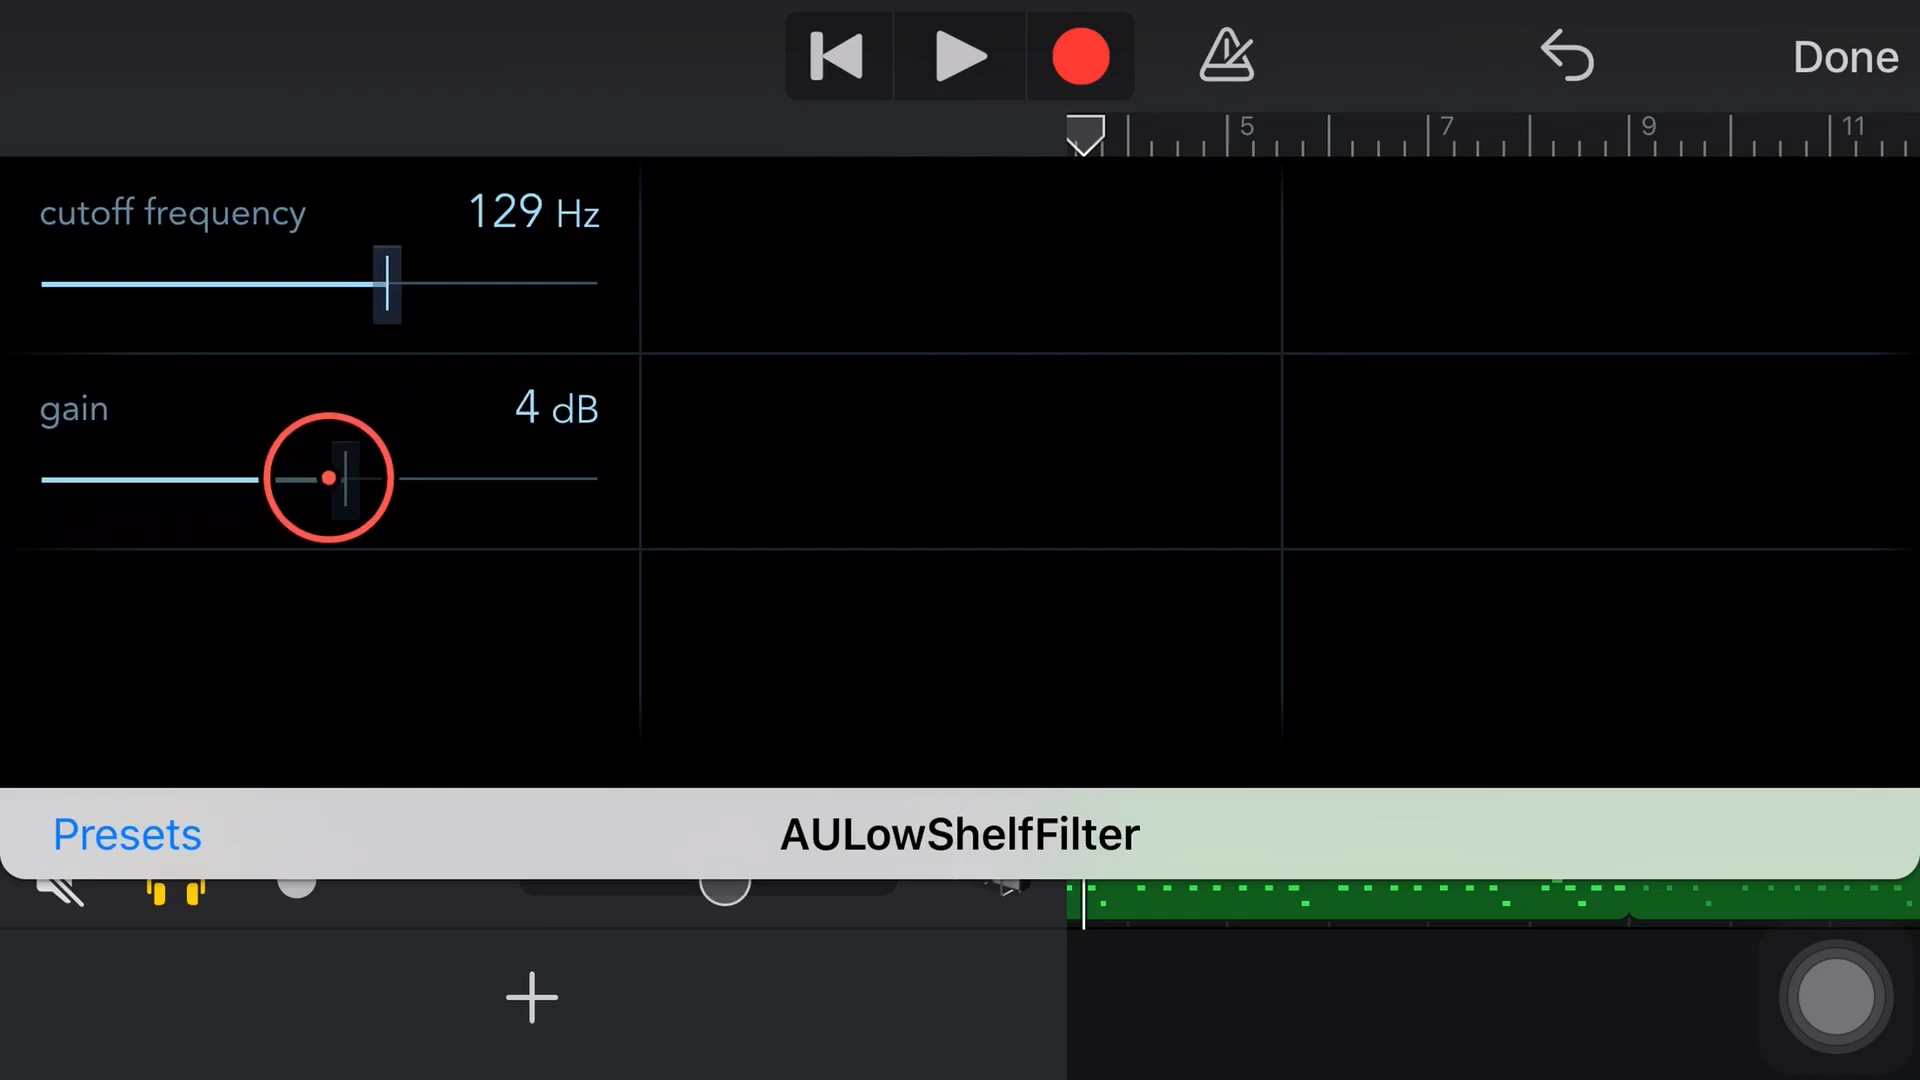 Done
5 7 9 11
cutoff frequency 129 Hz
gain 4 dB
Presets AULowShelfFilter